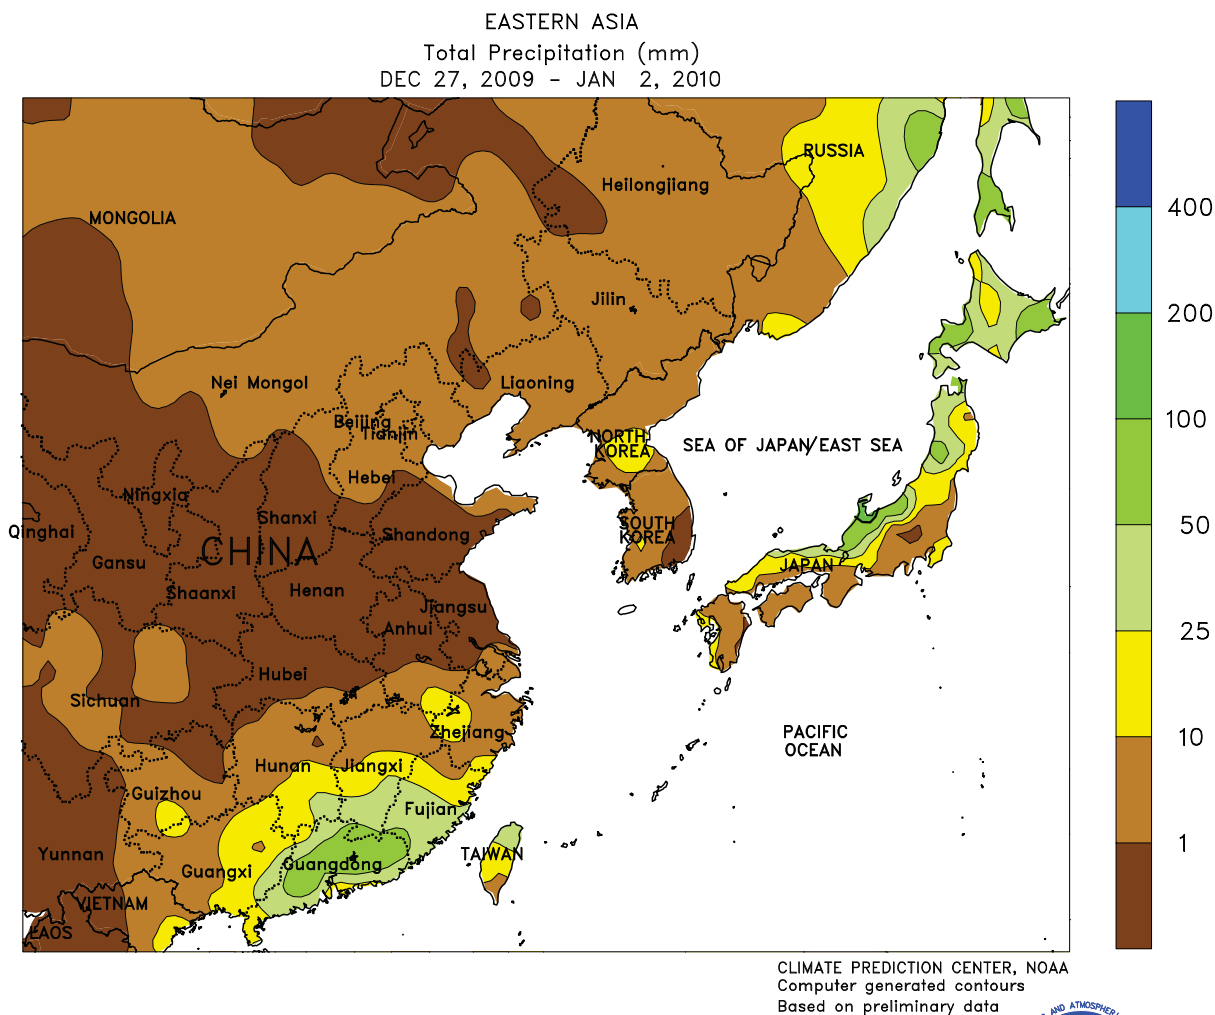 EASTERN ASIA
Total Precipitation (mm)
DEC 27, 2009 - JAN 2, 2010
RUSSIA
Heilongjiang
MONGOLIA
400
Jilin
200
Nei Mongol
Liaoning
100
Beijing
Tianjin
NORTH
KOREA
SEA OF JAPAN/EAST SEA
Hebei
Ningxia
Shanxi
50
SOUTH
KOREA
Qinghai
Shandong
CHINA
Gansu
JAPAN
Shaanxi
Henan
Jiangsu
Anhui
25
Hubei
Sichuan
Zhejiang
PACIFIC
OCEAN
10
Hunan
Jiangxi
Guizhou
Fujian
1
Yunnan
Guangxi
Guangdong
TAIWAN
VIETNAM
LAOS
CLIMATE PREDICTION CENTER, NOAA
Computer generated contours
Based on preliminary data
AND ATMOSPHERI